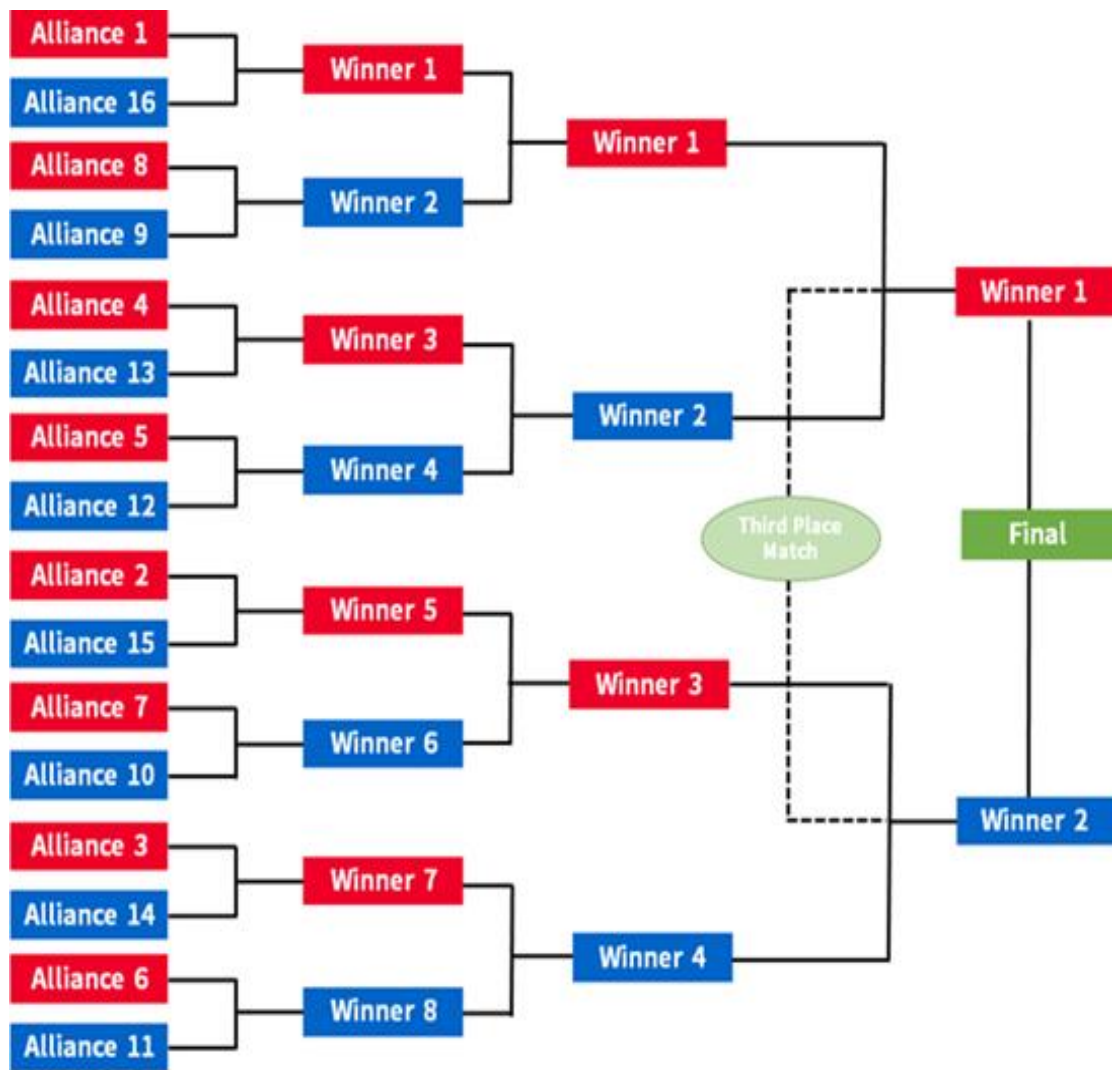 Alliance 1
Alliance 16
Alliance 8
Alliance 9
Alliance 4
Alliance 13
Alliance 5
Alliance 12
Alliance 2
Alliance 15
Alliance 7
Alliance 10
Alliance 3
Alliance 14
Alliance 6
Alliance 11
Winner 1
Winner 2
Winner 3
Winner 4
Winner 5
Winner 6
Winner 7
Winner 8
Winner 1
Winner 2
Winner 3
Winner 4
Third Place
Match
Winner 1
Final
Winner 2